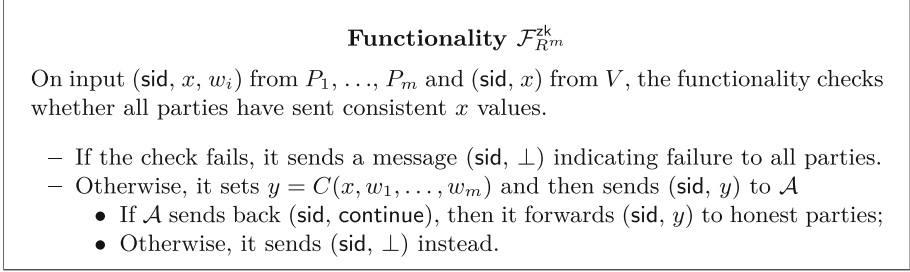 Functionality $\mathcal{F}_{R^m}^{\mathsf{zk}}$
On input (sid, x, w_i) from P_1, ..., P_m and (sid, x) from V, the functionality checks
whether all parties have sent consistent x values.
– If the check fails, it sends a message (sid, ⊥) indicating failure to all parties.
– Otherwise, it sets y = C(x, w_1, ..., w_m) and then sends (sid, y) to 𝒜
• If 𝒜 sends back (sid, continue), then it forwards (sid, y) to honest parties;
• Otherwise, it sends (sid, ⊥) instead.